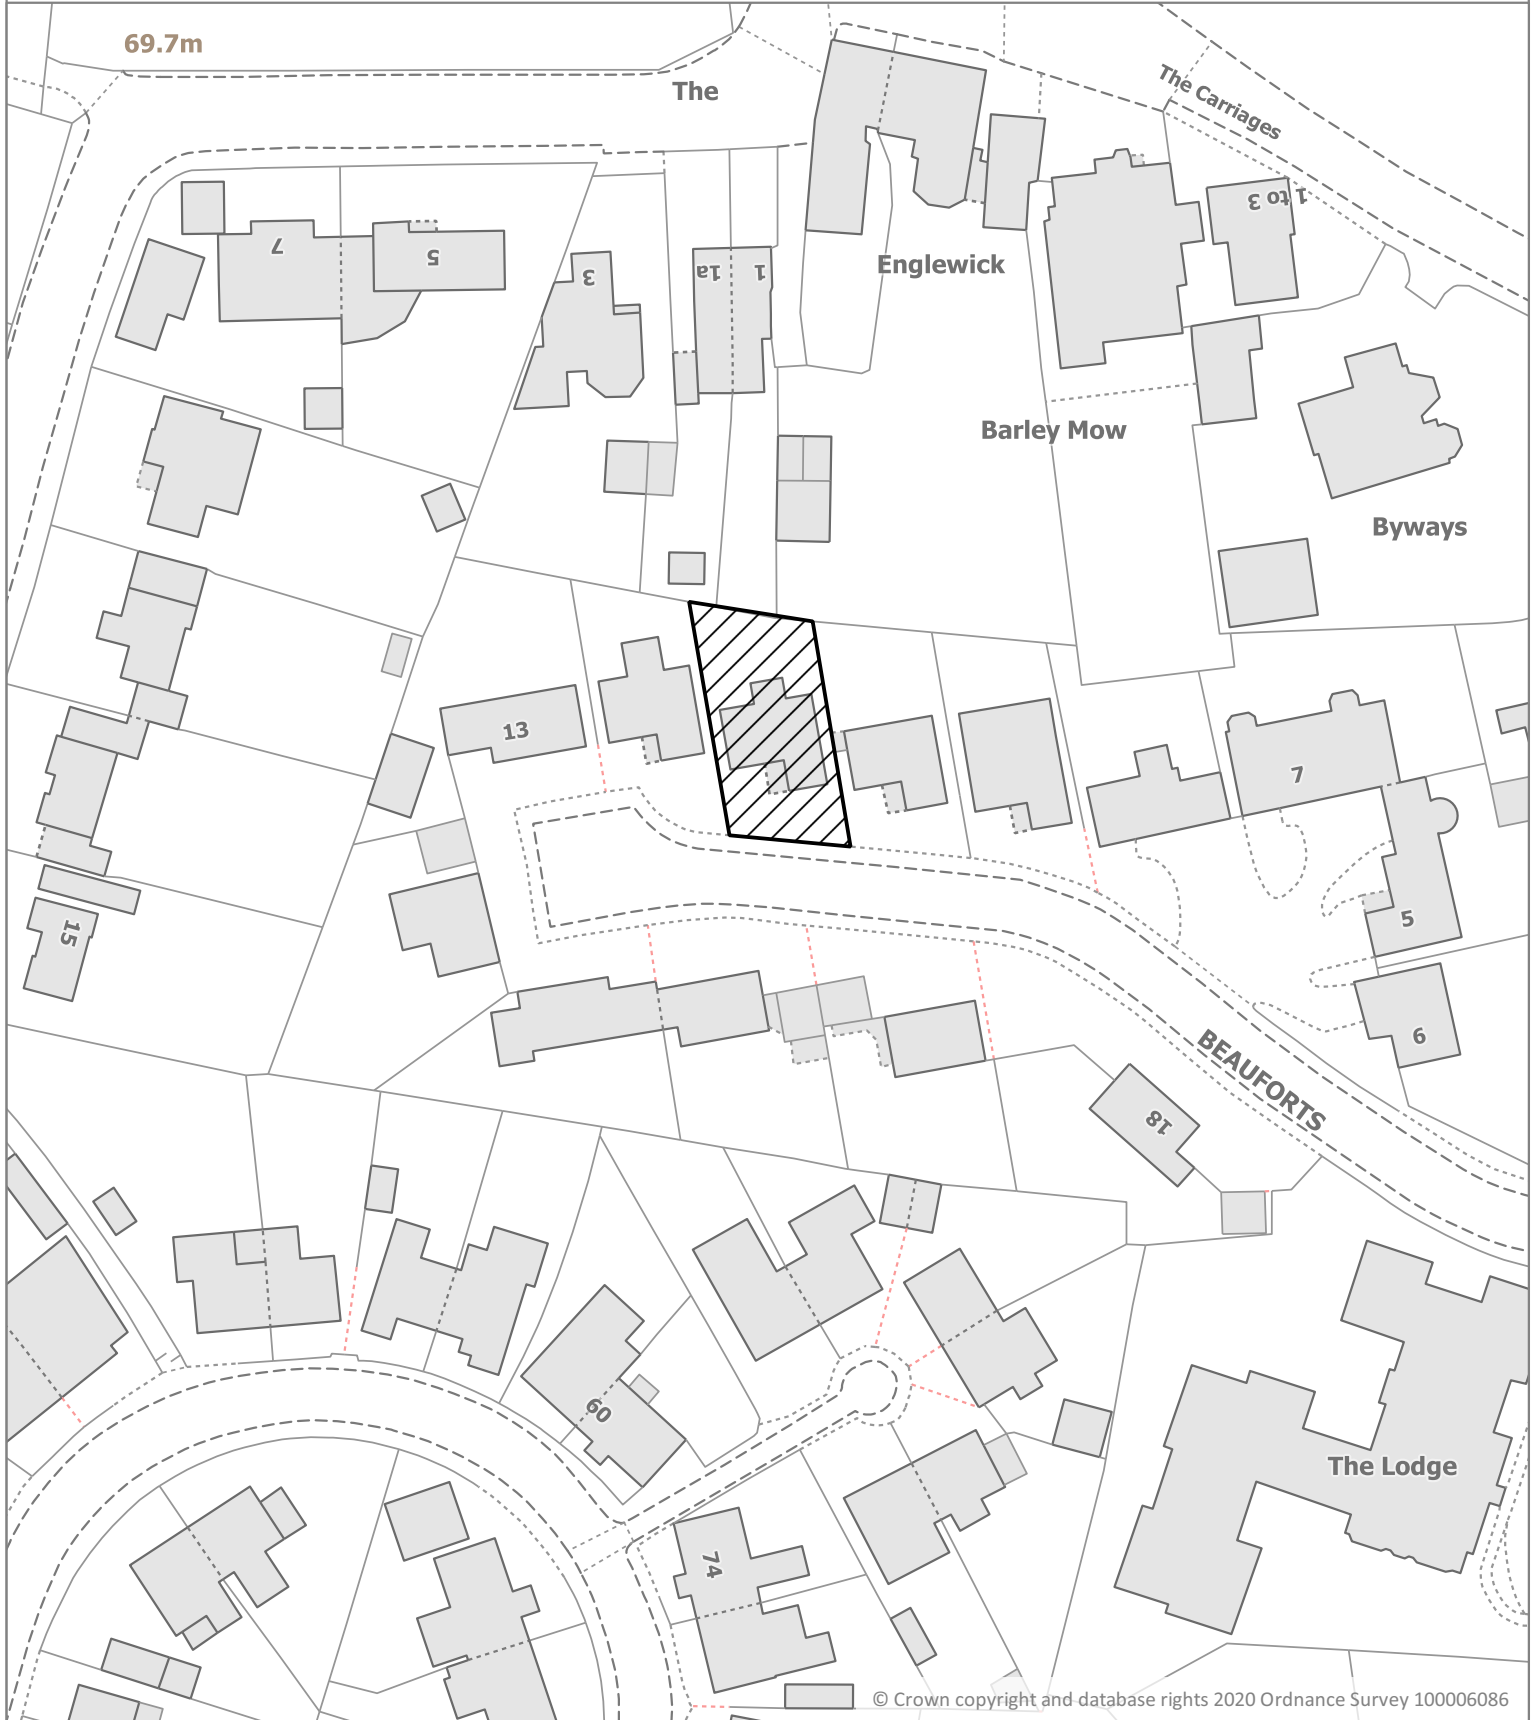 69.7m
The
The Carriages
1 to 3
7
5
3
1a
1
Englewick
Barley Mow
Byways
13
7
5
15
6
BEAUFORTS
18
60
The Lodge
74
© Crown copyright and database rights 2020 Ordnance Survey 100006086